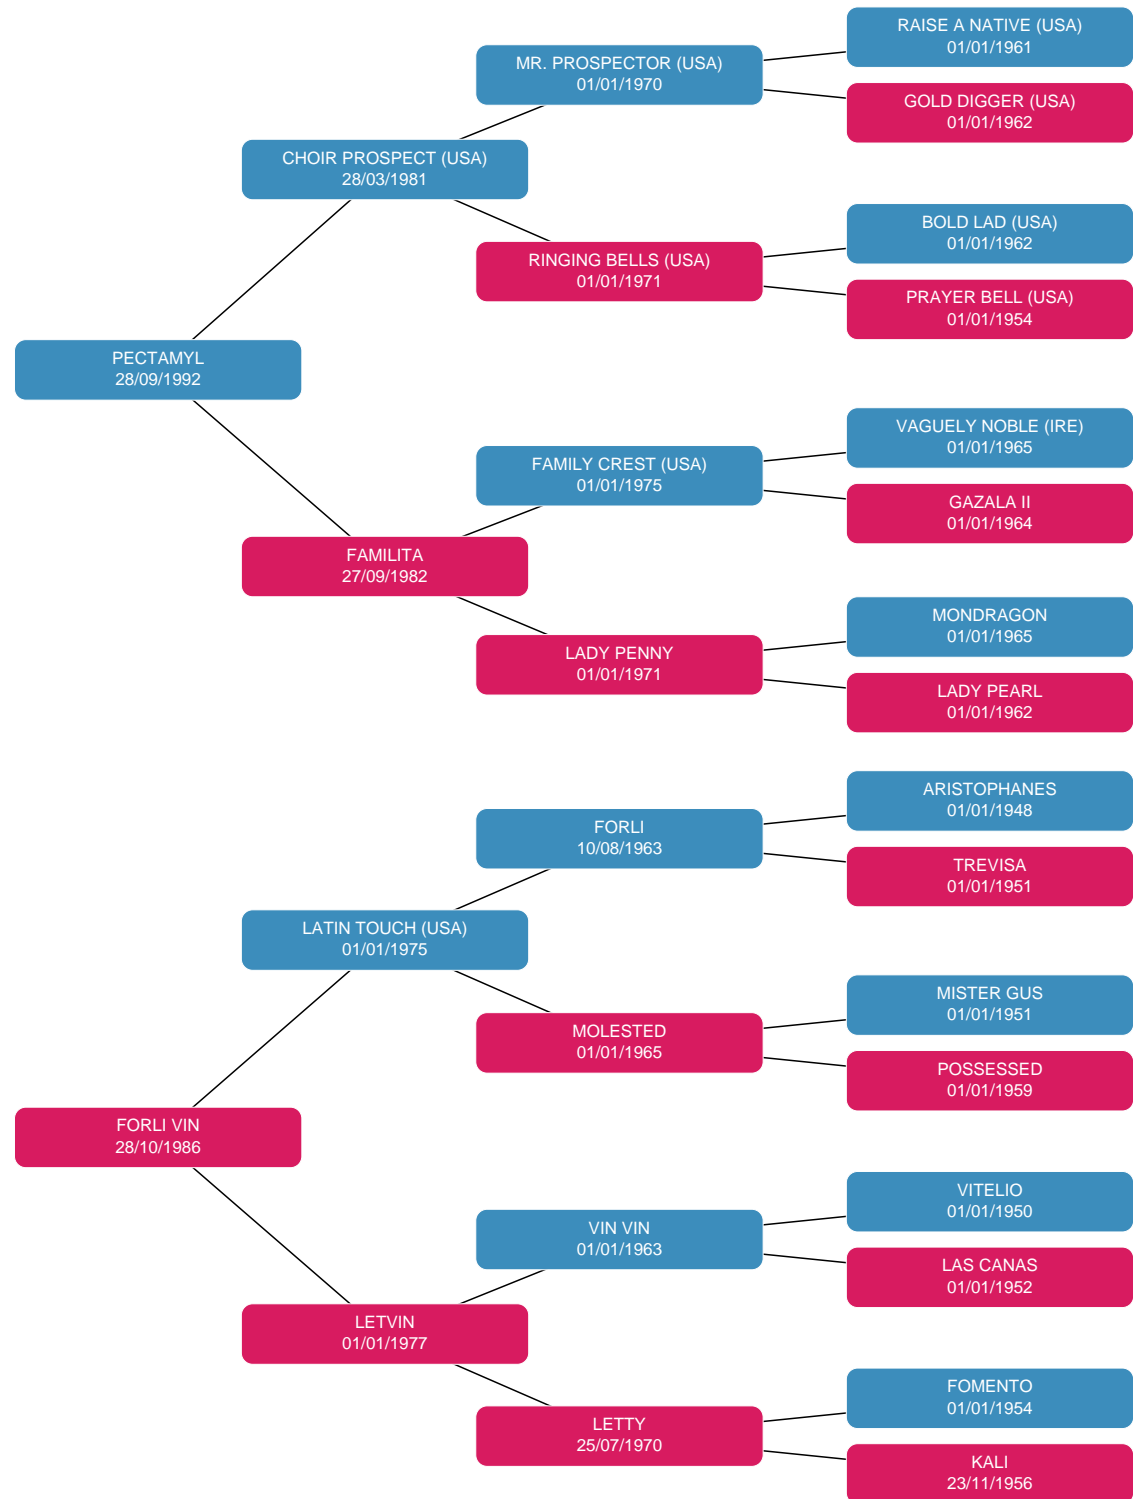 RAISE A NATIVE (USA)
01/01/1961
MR. PROSPECTOR (USA)
01/01/1970
GOLD DIGGER (USA)
01/01/1962
CHOIR PROSPECT (USA)
28/03/1981
BOLD LAD (USA)
01/01/1962
RINGING BELLS (USA)
01/01/1971
PRAYER BELL (USA)
01/01/1954
PECTAMYL
28/09/1992
VAGUELY NOBLE (IRE)
01/01/1965
FAMILY CREST (USA)
01/01/1975
GAZALA II
01/01/1964
FAMILITA
27/09/1982
MONDRAGON
01/01/1965
LADY PENNY
01/01/1971
LADY PEARL
01/01/1962
ARISTOPHANES
01/01/1948
FORLI
10/08/1963
TREVISA
01/01/1951
LATIN TOUCH (USA)
01/01/1975
MISTER GUS
01/01/1951
MOLESTED
01/01/1965
POSSESSED
01/01/1959
FORLI VIN
28/10/1986
VITELIO
01/01/1950
VIN VIN
01/01/1963
LAS CANAS
01/01/1952
LETVIN
01/01/1977
FOMENTO
01/01/1954
LETTY
25/07/1970
KALI
23/11/1956